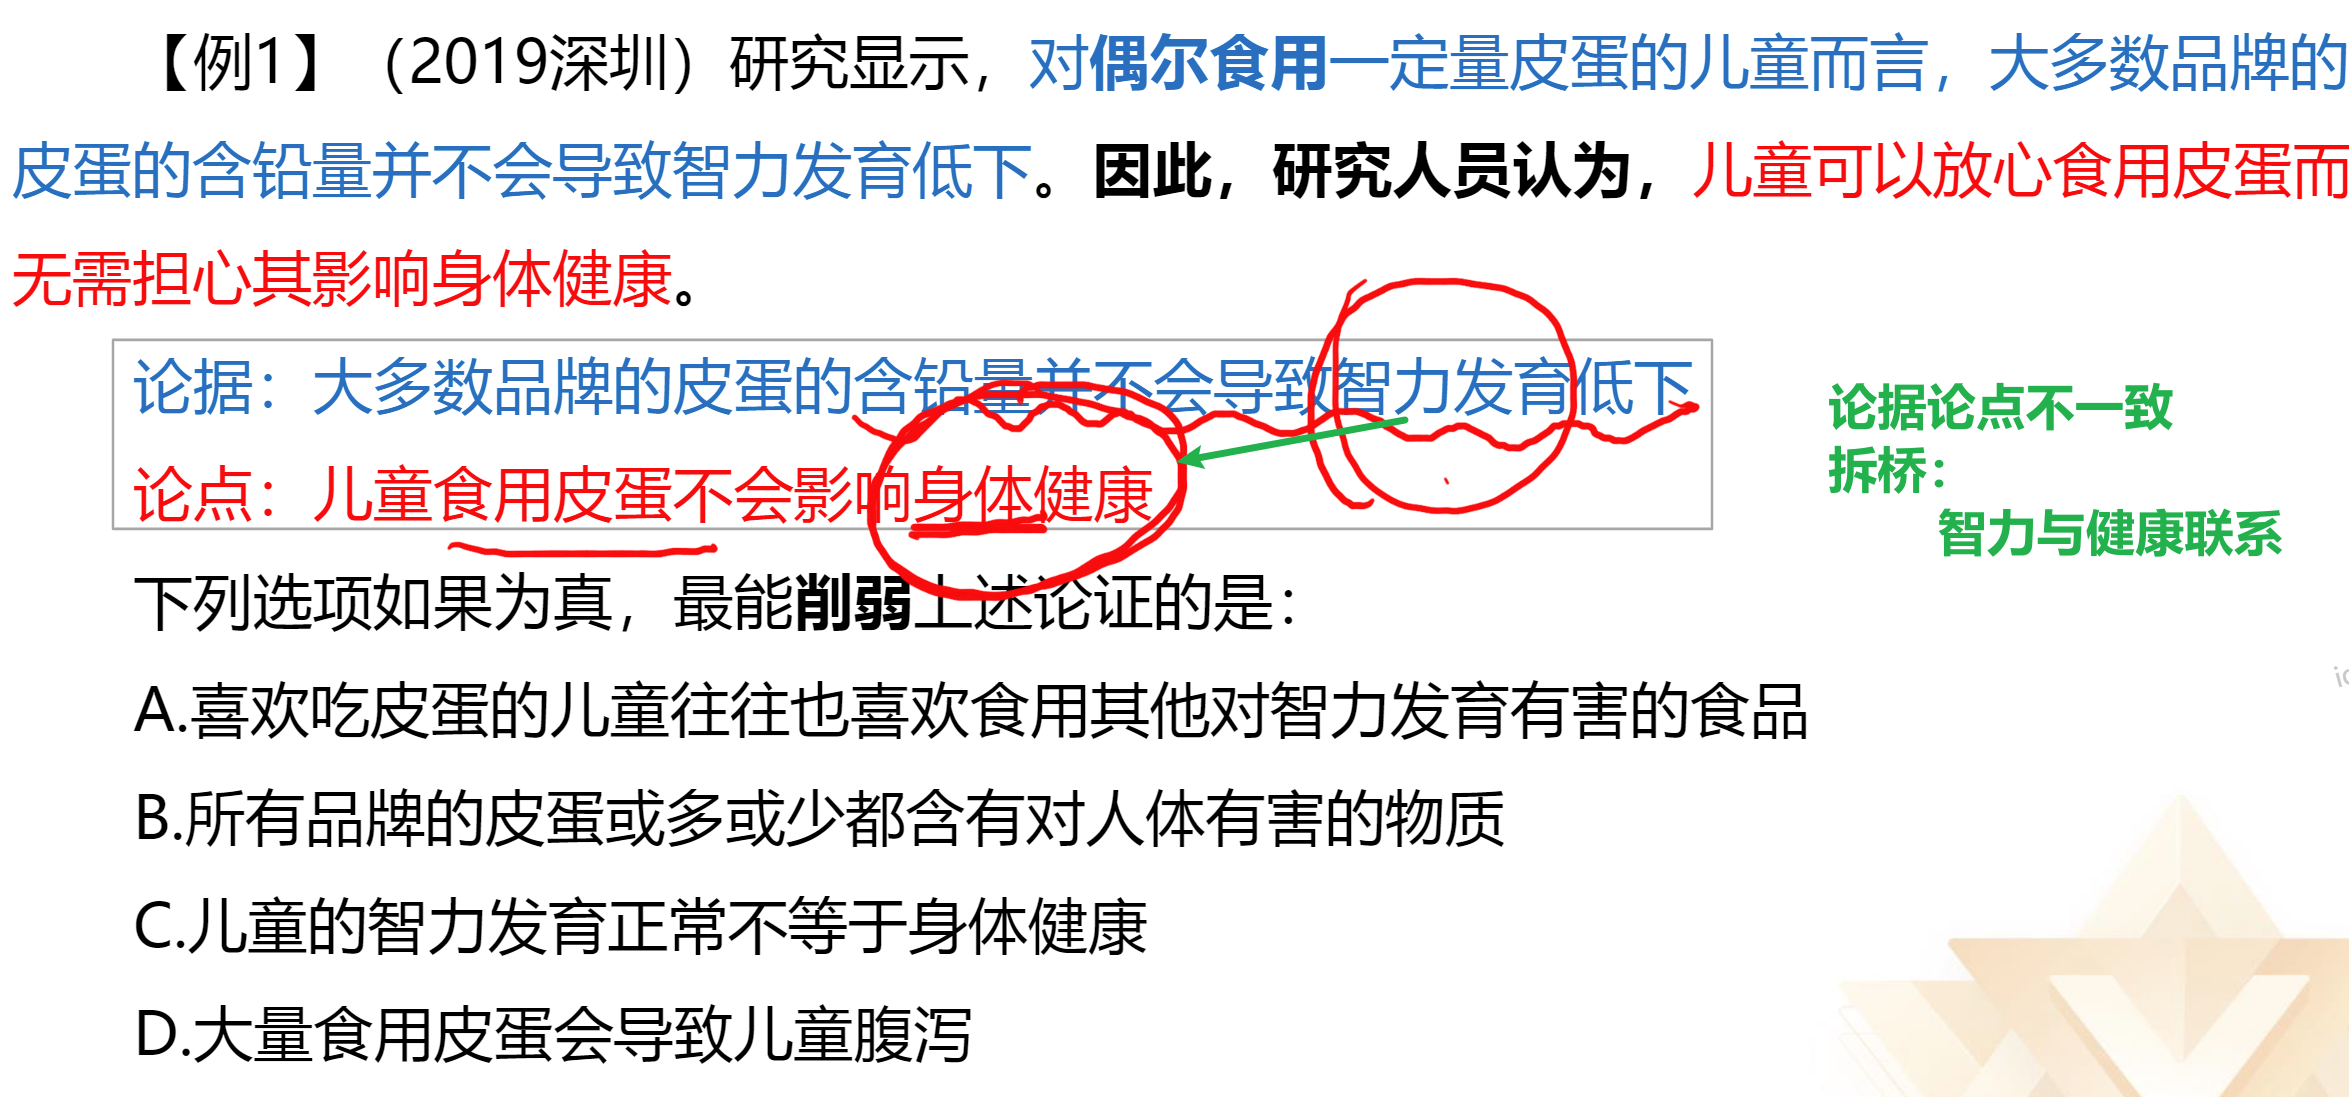 【例1】（2019深圳）研究显示，对偶尔食用一定量皮蛋的儿童而言，大多数品牌的
皮蛋的含铅量并不会导致智力发育低下。因此，研究人员认为，儿童可以放心食用皮蛋而
无需担心其影响身体健康。
论据：大多数品牌的皮蛋的含铅量并不会导致智力发育低下
论点：儿童食用皮蛋不会影响身体健康
论据论点不一致
拆桥：
智力与健康联系
下列选项如果为真，最能削弱上述论证的是：
A.喜欢吃皮蛋的儿童往往也喜欢食用其他对智力发育有害的食品
B.所有品牌的皮蛋或多或少都含有对人体有害的物质
C.儿童的智力发育正常不等于身体健康
D.大量食用皮蛋会导致儿童腹泻